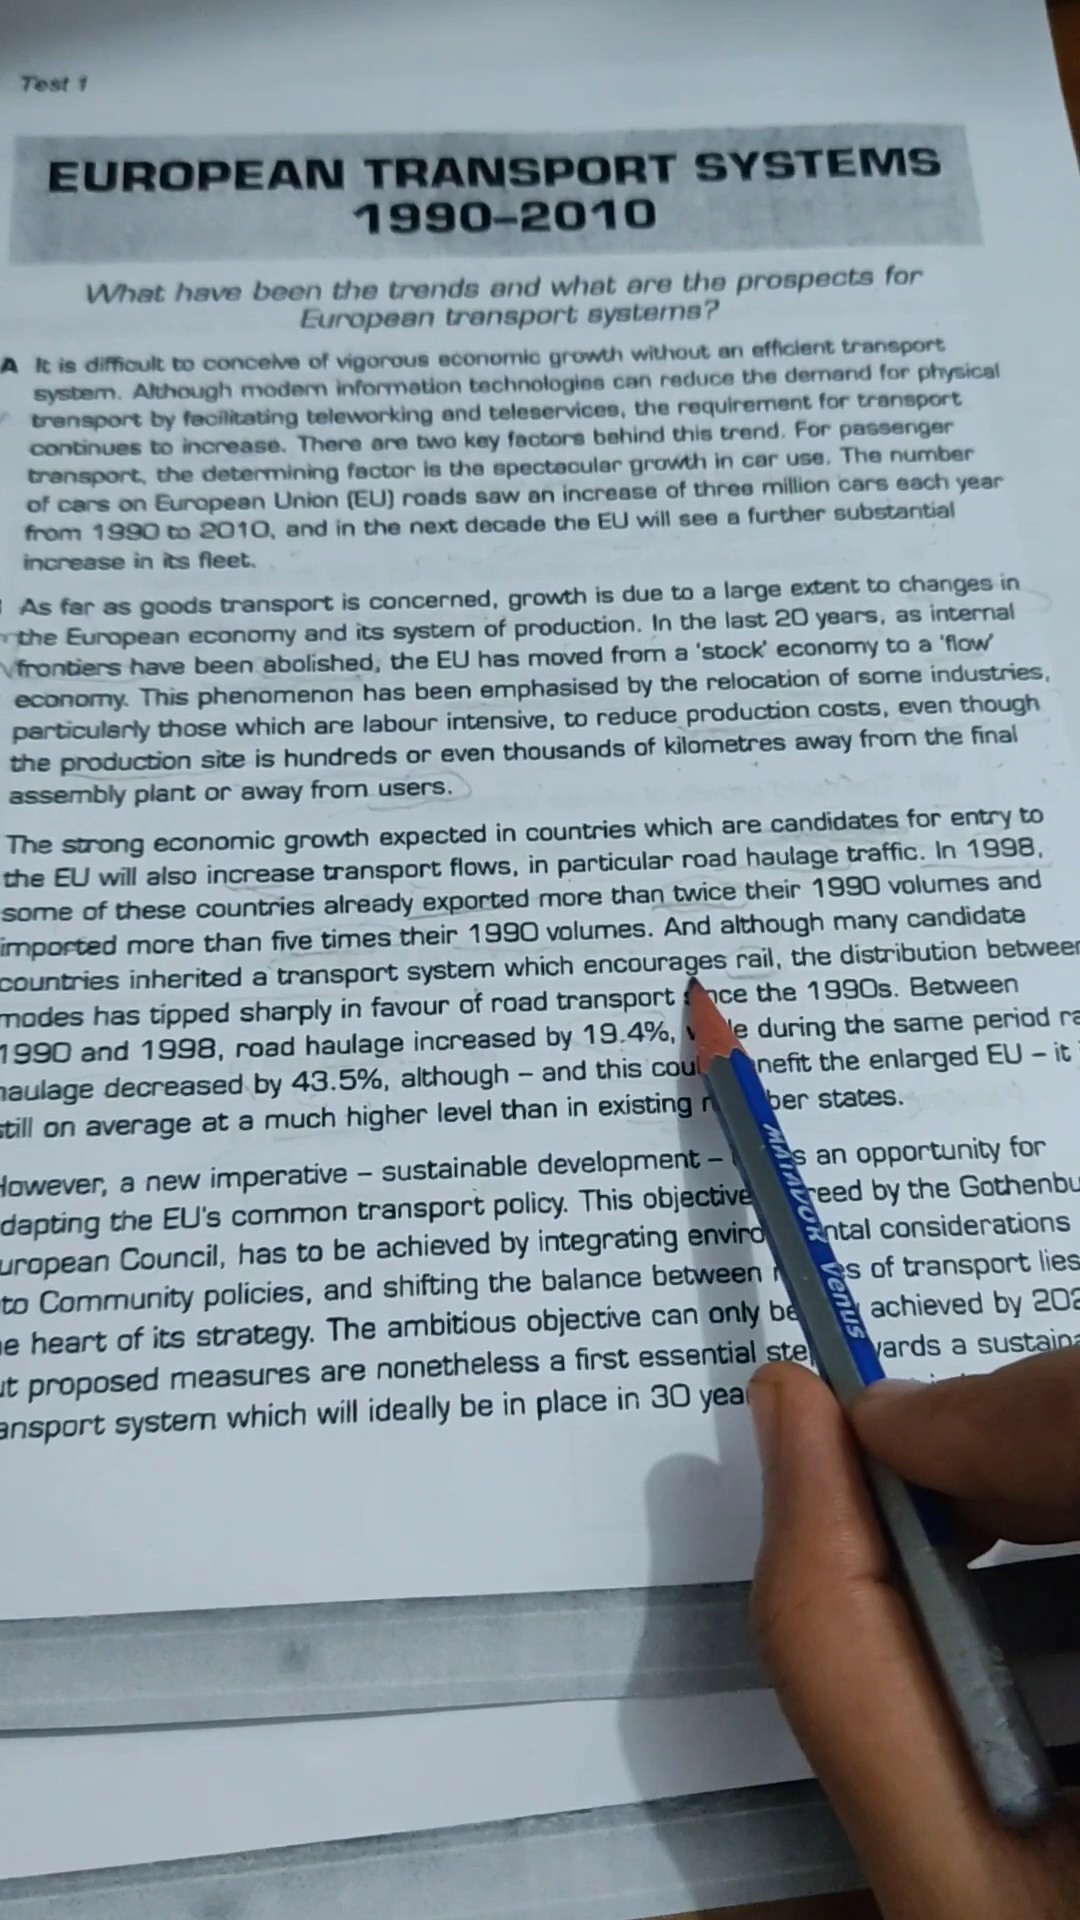 Test 1
EUROPEAN TRANSPORT SYSTEMS
1990–2010
What have been the trends and what are the prospects for
European transport systems?
A It is difficult to conceive of vigorous economic growth without an efficient transport
system. Although modern information technologies can reduce the demand for physical
transport by facilitating teleworking and teleservices, the requirement for transport
continues to increase. There are two key factors behind this trend. For passenger
transport, the determining factor is the spectacular growth in car use. The number
of cars on European Union (EU) roads saw an increase of three million cars each year
from 1990 to 2010, and in the next decade the EU will see a further substantial
increase in its fleet.
As far as goods transport is concerned, growth is due to a large extent to changes in
the European economy and its system of production. In the last 20 years, as internal
frontiers have been abolished, the EU has moved from a 'stock' economy to a 'flow'
economy. This phenomenon has been emphasised by the relocation of some industries,
particularly those which are labour intensive, to reduce production costs, even though
the production site is hundreds or even thousands of kilometres away from the final
assembly plant or away from users.
The strong economic growth expected in countries which are candidates for entry to
the EU will also increase transport flows, in particular road haulage traffic. In 1998,
some of these countries already exported more than twice their 1990 volumes and
imported more than five times their 1990 volumes. And although many candidate
countries inherited a transport system which encourages rail, the distribution between
modes has tipped sharply in favour of road transport the 1990s. Between
1990 and 1998, road haulage increased by 19.4%, during the same period
haulage decreased by 43.5%, although – and this the enlarged EU – it
still on average at a much higher level than in existing states.
However, a new imperative – sustainable development – an opportunity for
dapting the EU's common transport policy. This objective by the
uropean Council, has to be achieved by integrating considerations
to Community policies, and shifting the balance between of transport lies
heart of its strategy. The ambitious objective can only be achieved by
ut proposed measures are nonetheless a first essential a
ansport system which will ideally be in place in 30
MATADOR Venus